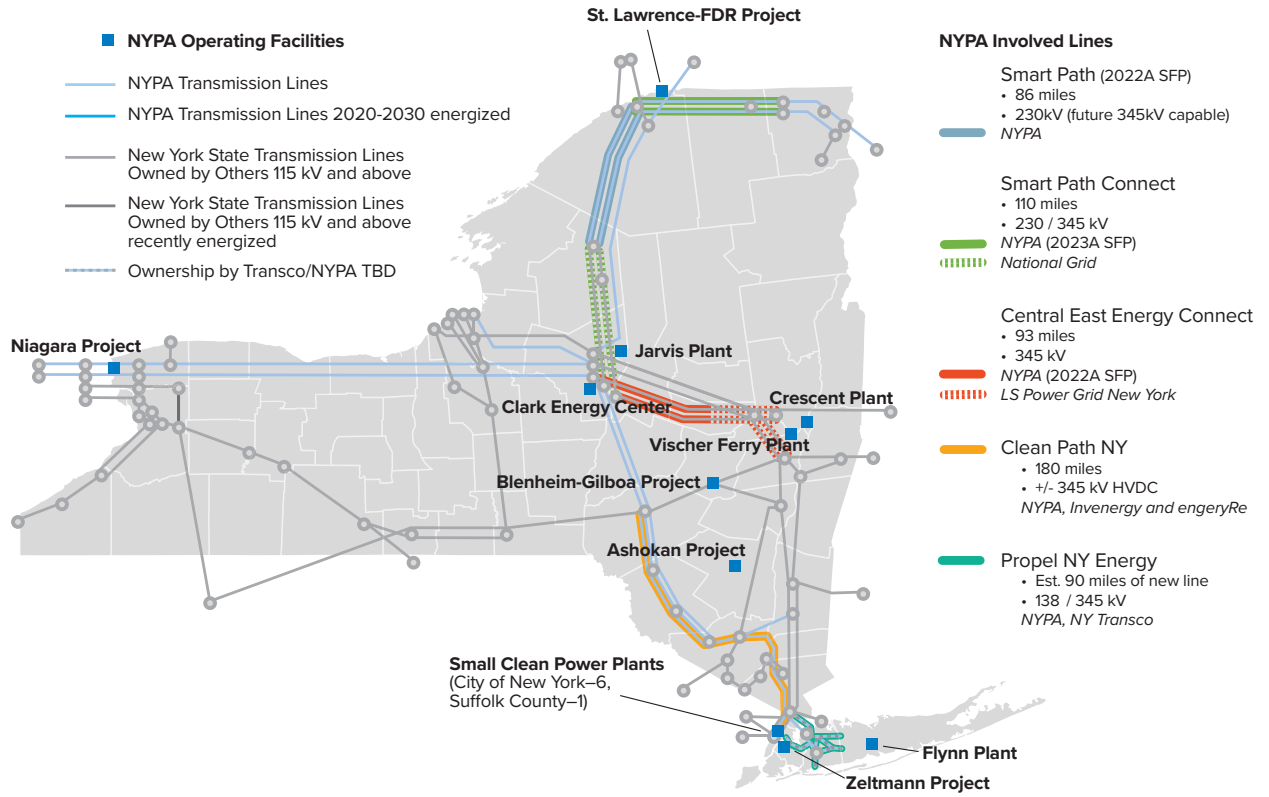 St. Lawrence-FDR Project
NYPA Operating Facilities
NYPA Transmission Lines
NYPA Transmission Lines 2020-2030 energized
New York State Transmission Lines
Owned by Others 115 kV and above
New York State Transmission Lines
Owned by Others 115 kV and above
recently energized
Ownership by Transco/NYPA TBD
NYPA Involved Lines
Smart Path (2022A SFP)
• 86 miles
• 230kV (future 345kV capable)
NYPA
Smart Path Connect
• 110 miles
• 230 / 345 kV
NYPA (2023A SFP)
National Grid
Central East Energy Connect
• 93 miles
• 345 kV
NYPA (2022A SFP)
LS Power Grid New York
Clean Path NY
• 180 miles
• +/- 345 kV HVDC
NYPA, Invenergy and engeryRe
Propel NY Energy
• Est. 90 miles of new line
• 138 / 345 kV
NYPA, NY Transco
Niagara Project
Jarvis Plant
Clark Energy Center
Crescent Plant
Vischer Ferry Plant
Blenheim-Gilboa Project
Ashokan Project
Small Clean Power Plants
(City of New York–6,
Suffolk County–1)
Flynn Plant
Zeltmann Project